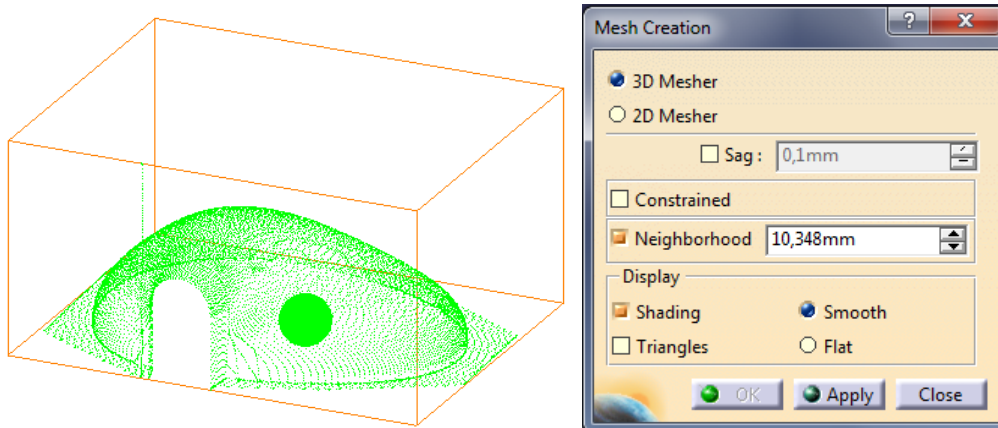 Mesh Creation
?
X
3D Mesher
2D Mesher
Sag : 0,1mm
Constrained
Neighborhood 10,348mm
Display
Shading Smooth
Triangles Flat
OK Apply Close